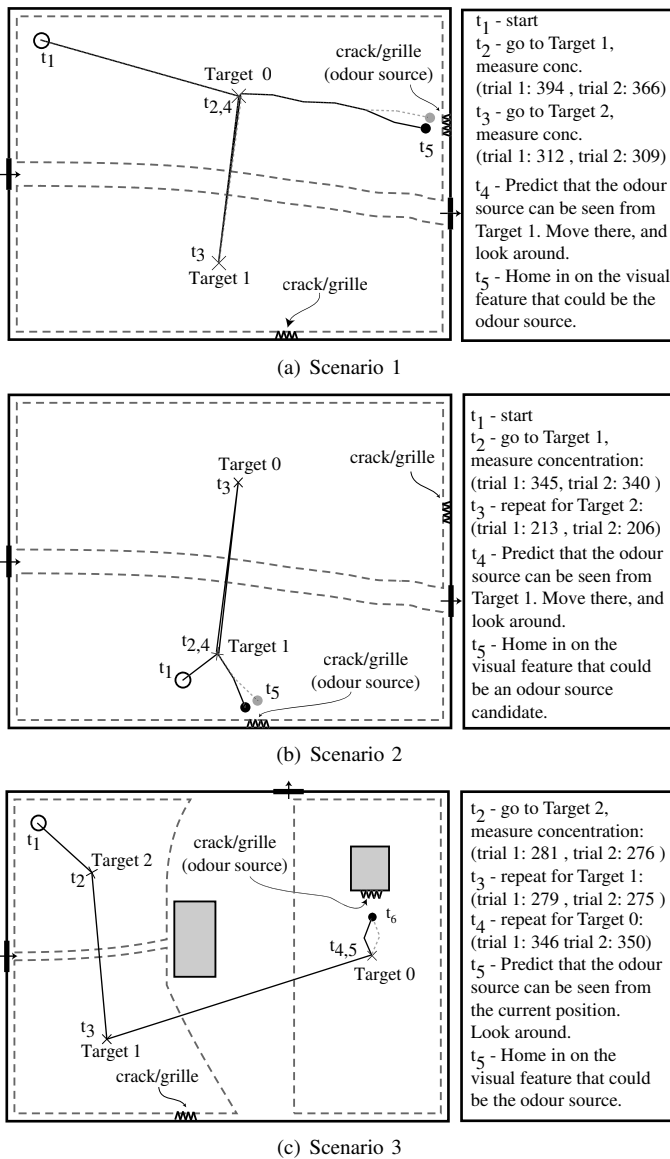 t1
Target 0
t2,4
crack/grille
(odour source)
t5
t3
Target 1
crack/grille
t1 - start
t2 - go to Target 1,
measure conc.
(trial 1: 394 , trial 2: 366)
t3 - go to Target 2,
measure conc.
(trial 1: 312 , trial 2: 309)
t4 - Predict that the odour
source can be seen from
Target 1. Move there, and
look around.
t5 - Home in on the visual
feature that could be the
odour source.
(a) Scenario 1
Target 0
t3
crack/grille
t2,4
Target 1
t1
t5
crack/grille
(odour source)
t1 - start
t2 - go to Target 1,
measure concentration:
(trial 1: 345, trial 2: 340 )
t3 - repeat for Target 2:
(trial 1: 213 , trial 2: 206)
t4 - Predict that the odour
source can be seen from
Target 1. Move there, and
look around.
t5 - Home in on the
visual feature that could
be an odour source
candidate.
(b) Scenario 2
t1
Target 2
t2
crack/grille
(odour source)
t6
t4,5
Target 0
t3
Target 1
crack/grille
t2 - go to Target 2,
measure concentration:
(trial 1: 281 , trial 2: 276 )
t3 - repeat for Target 1:
(trial 1: 279 , trial 2: 275 )
t4 - repeat for Target 0:
(trial 1: 346 trial 2: 350)
t5 - Predict that the odour
source can be seen from
the current position.
Look around.
t5 - Home in on the
visual feature that could
be the odour source.
(c) Scenario 3